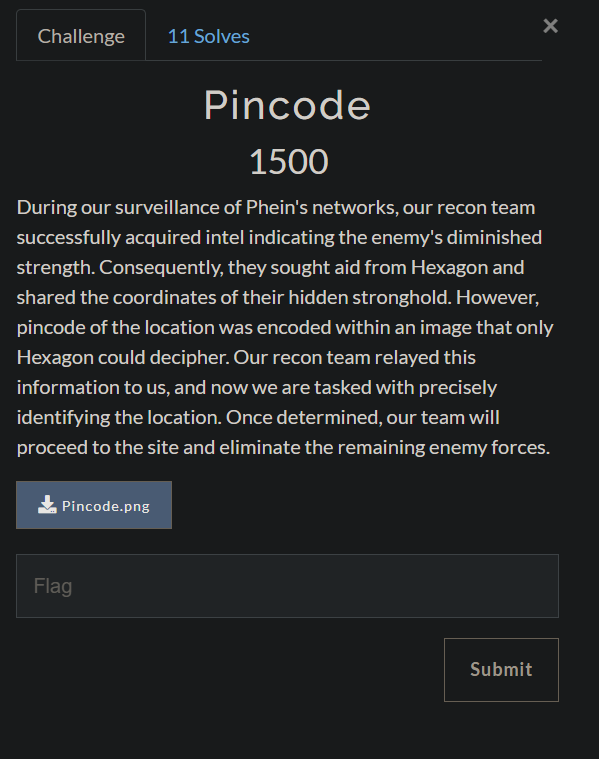 Challenge
11 Solves
×
Pincode
1500
During our surveillance of Phein's networks, our recon team
successfully acquired intel indicating the enemy's diminished
strength. Consequently, they sought aid from Hexagon and
shared the coordinates of their hidden stronghold. However,
pincode of the location was encoded within an image that only
Hexagon could decipher. Our recon team relayed this
information to us, and now we are tasked with precisely
identifying the location. Once determined, our team will
proceed to the site and eliminate the remaining enemy forces.
Pincode.png
Flag
Submit